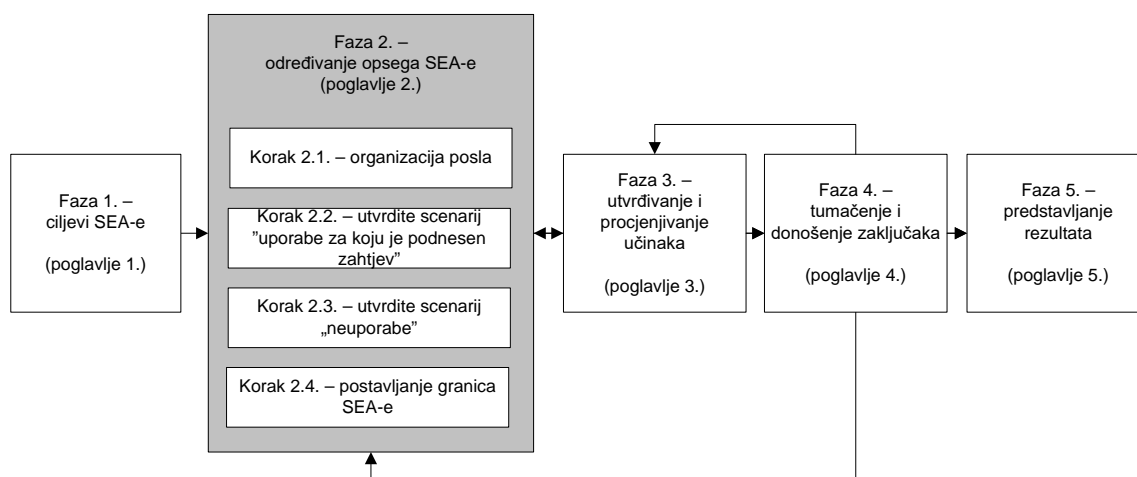 Faza 1. –
ciljevi SEA-e
(poglavlje 1.)
Faza 2. –
određivanje opsega SEA-e
(poglavlje 2.)
Korak 2.1. – organizacija posla
Korak 2.2. – utvrdite scenarij
"uporabe za koju je podnesen
zahtjev”
Korak 2.3. – utvrdite scenarij
„neuporabe”
Korak 2.4. – postavljanje granica
SEA-e
Faza 3. –
utvrđivanje i
procjenjivanje
učinaka
(poglavlje 3.)
Faza 4. –
tumačenje i
donošenje zaključaka
(poglavlje 4.)
Faza 5. –
predstavljanje
rezultata
(poglavlje 5.)